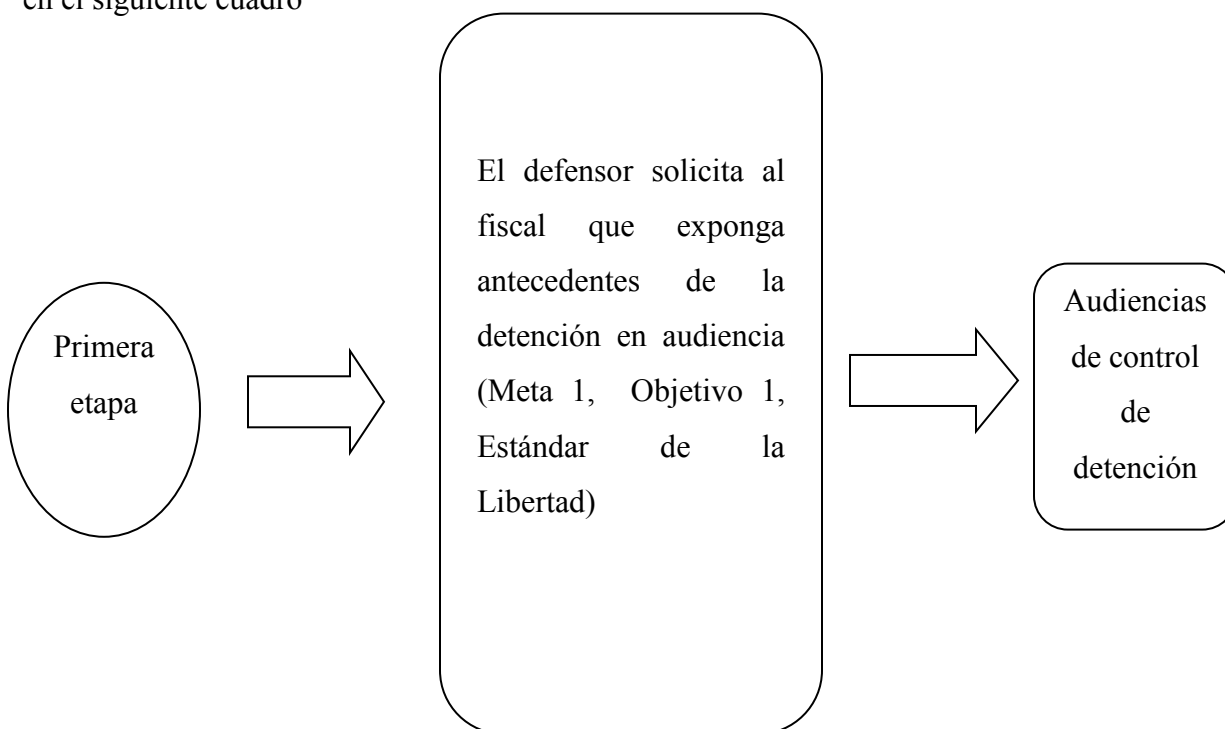 en el siguiente cuadro
Primera
etapa
El defensor solicita al
fiscal que exponga
antecedentes de la
detención en audiencia
(Meta 1, Objetivo 1,
Estándar de la
Libertad)
Audiencias
de control
de
detención